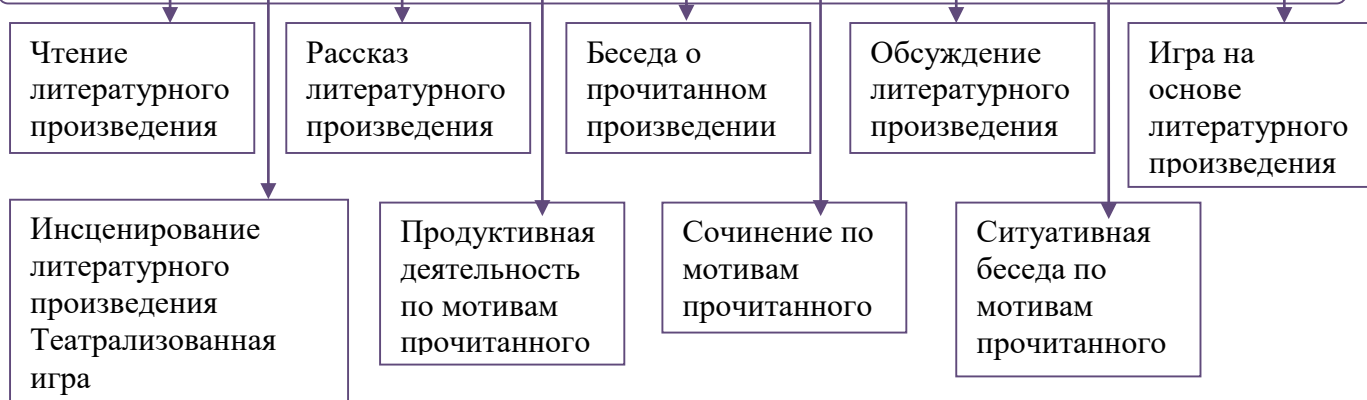 Чтение
литературного
произведения
Рассказ
литературного
произведения
Беседа о
прочитанном
произведении
Обсуждение
литературного
произведения
Игра на
основе
литературного
произведения
Инсценирование
литературного
произведения
Театрализованная
игра
Продуктивная
деятельность
по мотивам
прочитанного
Сочинение по
мотивам
прочитанного
Ситуативная
беседа по
мотивам
прочитанного